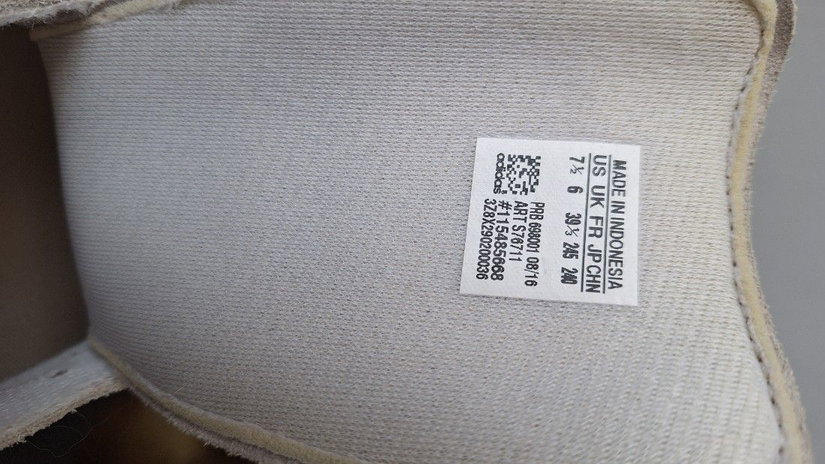 MADE IN INDONESIA
US UK FR JP CHN
7½ 6 39⅓ 245 240
adidas
PRB 698001 08/16
ART S76711
#115485668
3Z8X290200036